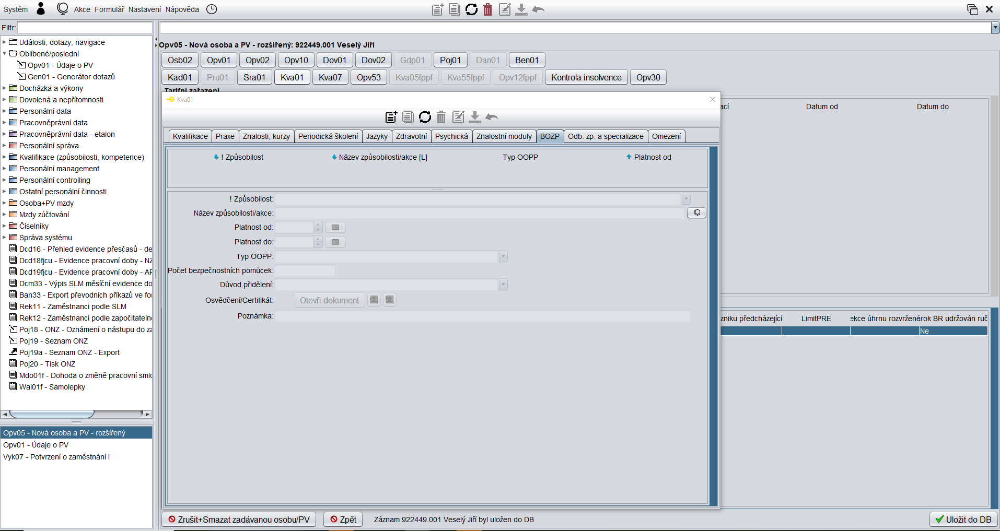 Systém Akce Formulář Nastavení Nápověda
Filtr:
Události, dotazy, navigace
Oblíbené/poslední
Opv01 - Údaje o PV
Gen01 - Generátor dotazů
Docházka a výkony
Dovolená a nepřítomnosti
Personální data
Pracovněprávní data
Pracovněprávní data - etalon
Personální správa
Kvalifikace (způsobilosti, kompetence)
Personální management
Personální controlling
Ostatní personální činnosti
Osoba+PV mzdy
Mzdy zúčtování
Číselníky
Správa systému
Dcd16 - Přehled evidence přesčasů - de
Dcd18fjcu - Evidence pracovní doby - NZ
Dcd19fjcu - Evidence pracovní doby - AF
Dcm33 - Výpis SLM měsíční evidence do
Ban33 - Export převodních příkazů ve for
Rek11 - Zaměstnanci podle SLM
Rek12 - Zaměstnanci podle započitatelné
Poj18 - ONZ - Oznámení o nástupu do za
Poj19 - Seznam ONZ
Poj19a - Seznam ONZ - Export
Poj20 - Tisk ONZ
Mdo01f - Dohoda o změně pracovní smlo
Wal01f - Samolepky
Opv05 - Nová osoba a PV - rozšířený
Opv01 - Údaje o PV
Vyk07 - Potvrzení o zaměstnání I
Opv05 - Nová osoba a PV - rozšířený: 922449.001 Veselý Jiří
Osb02 Opv01 Opv02 Opv10 Dov01 Dov02 Gdp01 Poj01 Dan01 Ben01
Kad01 Pru01 Sra01 Kva01 Kva07 Opv53 Kva05fppf Kva55fppf Opv12fppf Kontrola insolvence Opv30
Tarifní zařazení
Kva01
Kvalifikace Praxe Znalosti, kurzy Periodická školení Jazyky Zdravotní Psychická Znalostní moduly BOZP Odb. zp. a specializace Omezení
! Způsobilost Název způsobilosti/akce [L] Typ OOPP Platnost od
! Způsobilost:
Název způsobilosti/akce:
Platnost od:
Platnost do:
Typ OOPP:
Počet bezpečnostních pomůcek:
Důvod přidělení:
Osvědčení/Certifikát: Otevři dokument
Poznámka:
ací Datum od Datum do
zniku předcházející LimitPRE ekce úhrnu rozvržené rok BR udržován ruč
Ne
Zrušit+Smazat zadávanou osobu/PV Zpět Záznam 922449.001 Veselý Jiří byl uložen do DB Uložit do DB